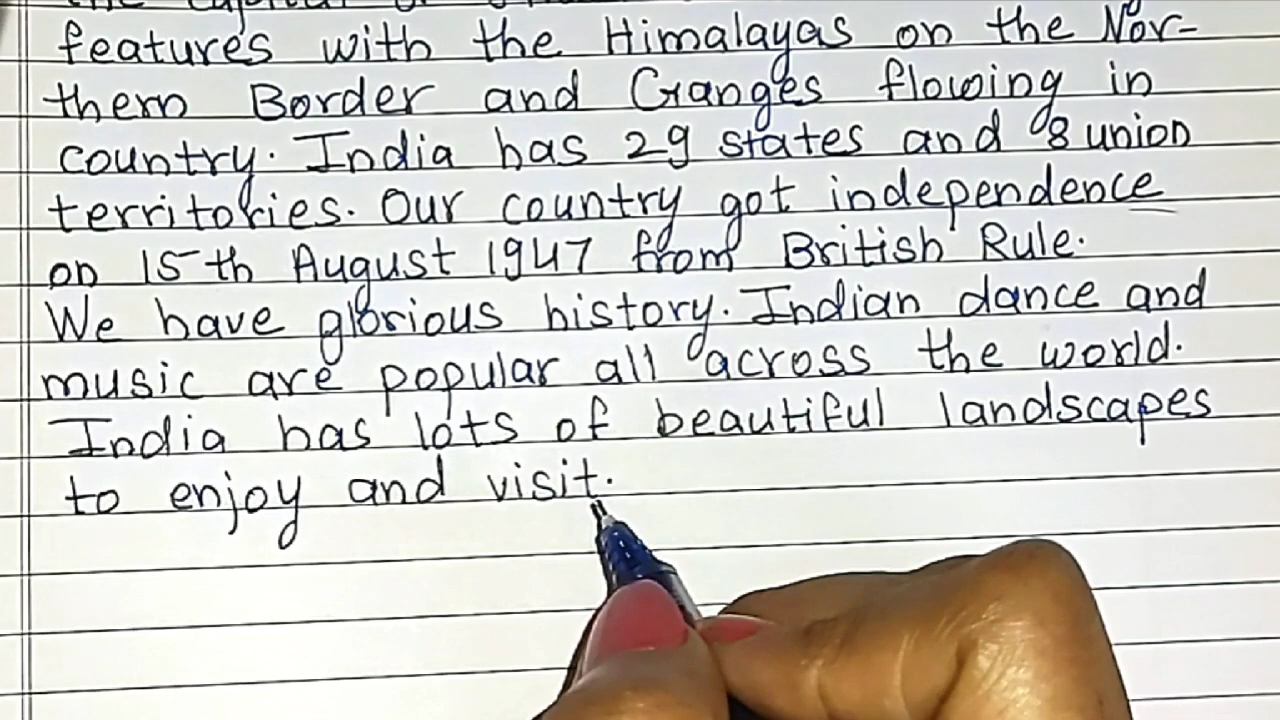 the capital of
features with the Himalayas on the Nor-
thern Border and Ganges flowing in
country. India has 29 states and 8 union
territories. Our country got independence
on 15th August 1947 from British Rule.
We have glorious history. Indian dance and
music are popular all across the world.
India has lots of beautiful landscapes
to enjoy and visit.